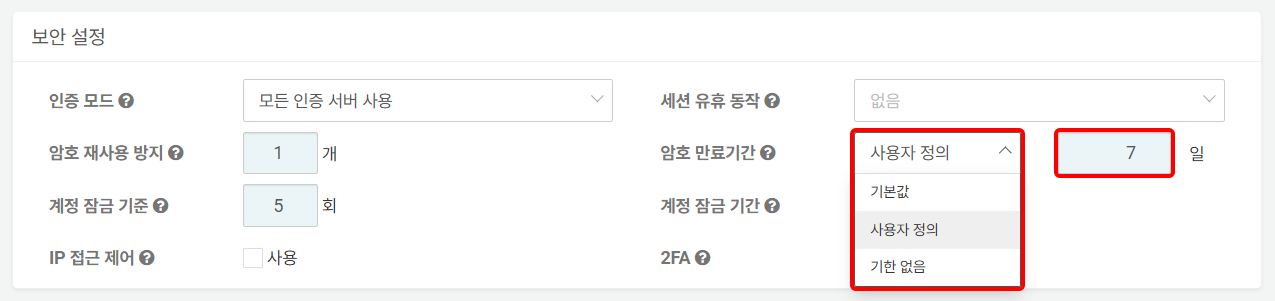 보안 설정
인증 모드 ? 모든 인증 서버 사용 세션 유휴 동작 ? 없음
암호 재사용 방지 ? 1 개 암호 만료기간 ? 사용자 정의 7 일
기본값
계정 잠금 기준 ? 5 회 계정 잠금 기간 ?
사용자 정의
IP 접근 제어 ? 사용 2FA ?
기한 없음